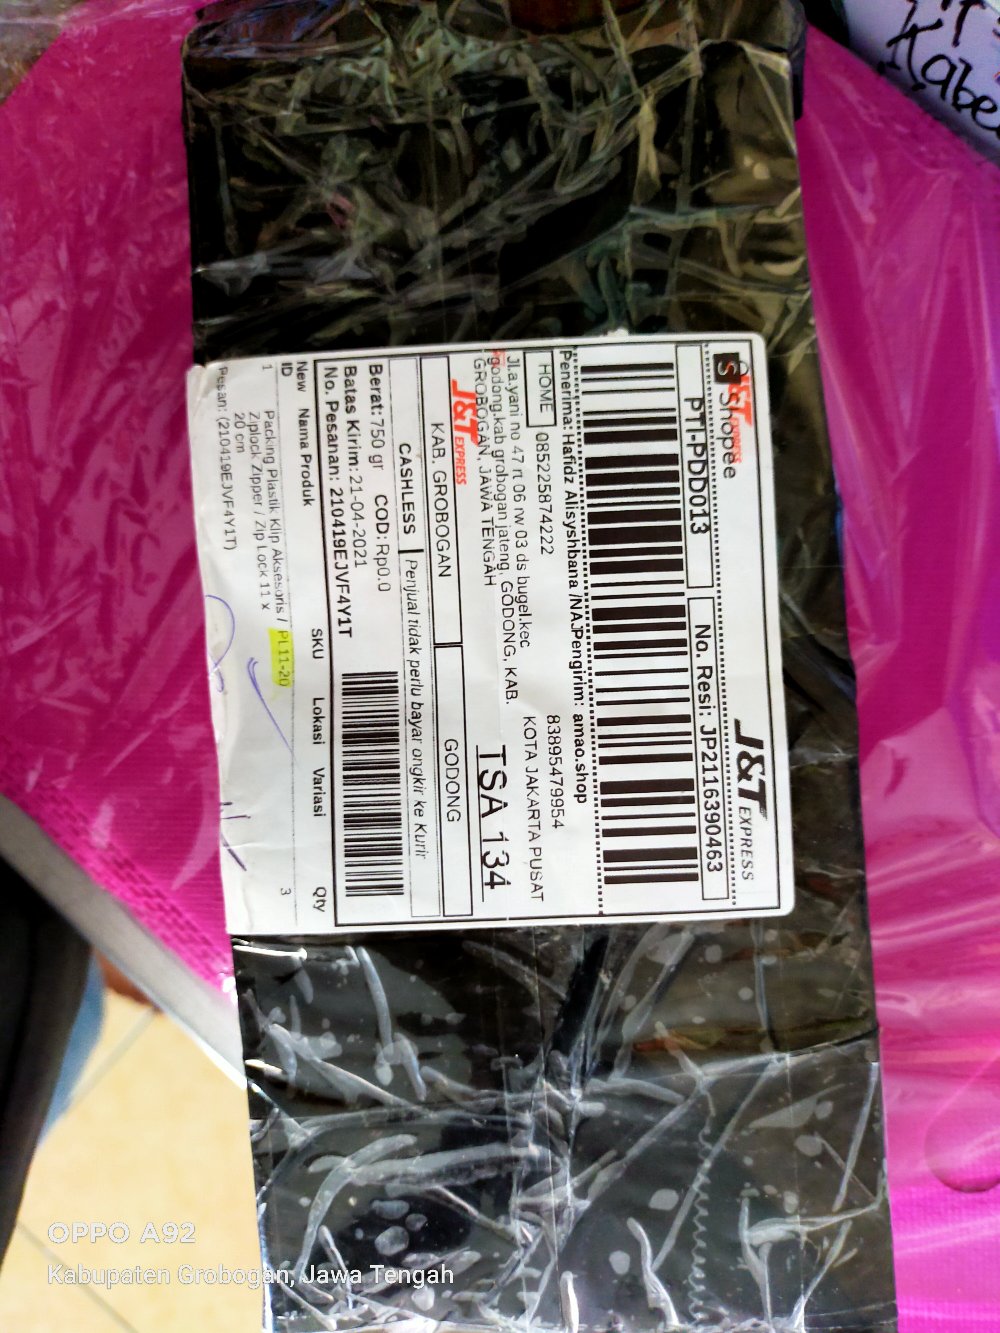 Shopee
J&T EXPRESS
PTI-PDD013
No. Resi: JP2116390463
Penerima: Hafidz Alisyshbana /NAJ
Pengirim: amao.shop
HOME
085225874222
83895479954
Jl.a.yani no 47 rt 06 rw 03 ds bugel.kec
KOTA JAKARTA PUSAT
godong.kab grobogan jateng, GODONG, KAB.
GROBOGAN, JAWA TENGAH
TSA 134
J&T EXPRESS
KAB. GROBOGAN
GODONG
CASHLESS
Penjual tidak perlu bayar ongkir ke Kurir
Berat: 750 gr
COD: Rp0.0
Batas Kirim: 21-04-2021
No. Pesanan: 210419EJVF4Y1T
New ID
Nama Produk
SKU
Lokasi
Variasi
Qty
1
Packing Plastik Klip Aksesoris /
Ziplock Zipper / Zip Lock 11 x
20 cm
PL11-20
3
Pesan: (210419EJVF4Y1T)
Kabe
OPPO A92
Kabupaten Grobogan, Jawa Tengah